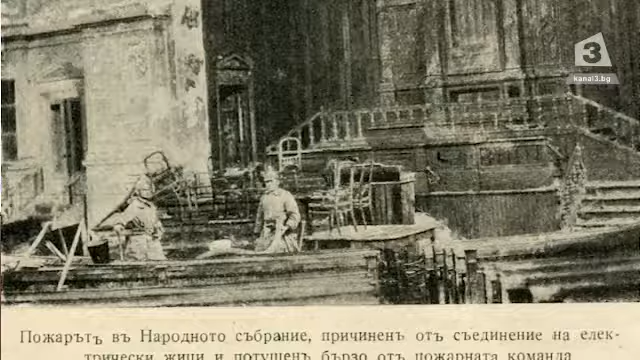 3
kanal3.bg
Пожарътъ въ Народното събрание, причиненъ отъ съединение на елек-
трически жици и потушенъ бързо отъ пожарната команда